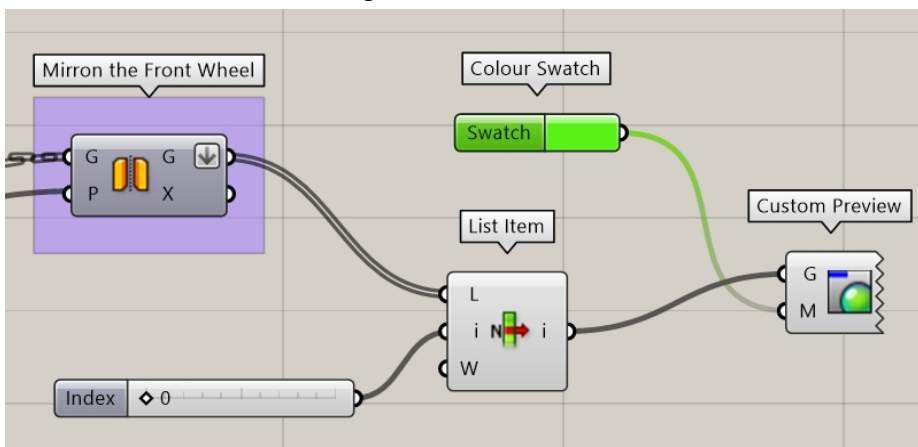 Mirron the Front Wheel
Colour Swatch
Swatch
G G
P X
Custom Preview
List Item
G
M
L
i N i
W
Index 0